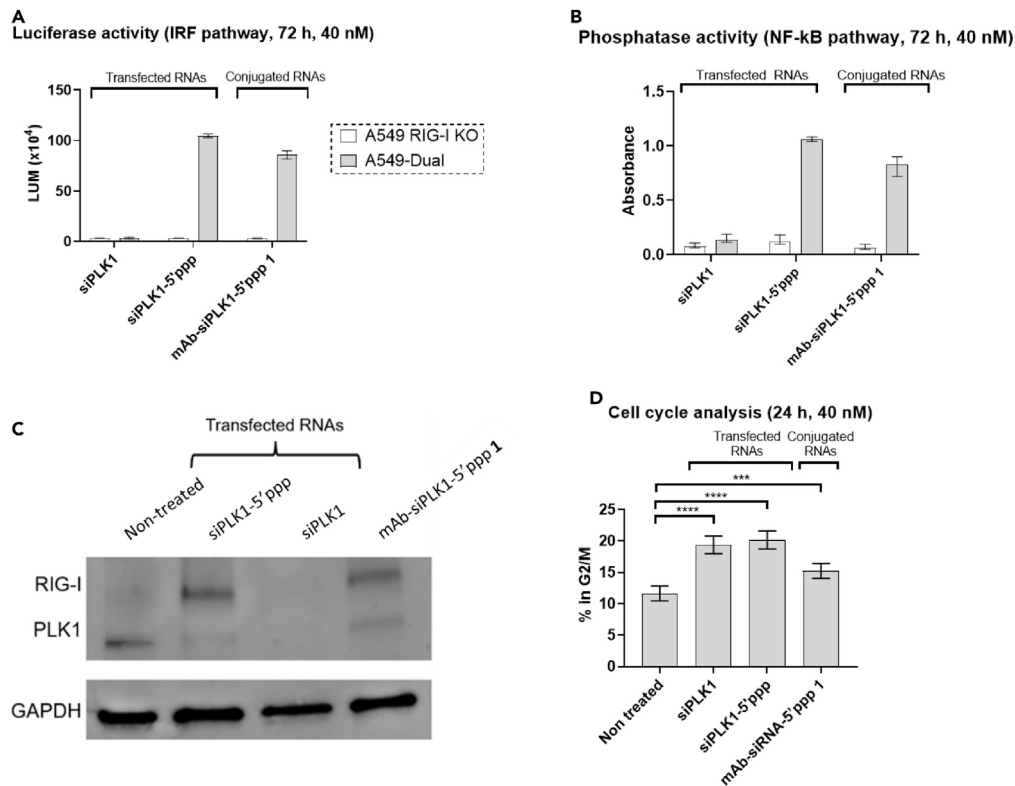 A
Luciferase activity (IRF pathway, 72 h, 40 nM)
Transfected RNAs
Conjugated RNAs
LUM (x10⁴)
150
100
50
0
siPLK1
siPLK1-5'ppp
mAb-siPLK1-5'ppp 1
A549 RIG-I KO
A549-Dual
B
Phosphatase activity (NF-kB pathway, 72 h, 40 nM)
Transfected RNAs
Conjugated RNAs
Absorbance
1.5
1.0
0.5
0.0
siPLK1
siPLK1-5'ppp
mAb-siPLK1-5'ppp 1
C
Transfected RNAs
Non-treated
siPLK1-5'ppp
siPLK1
mAb-siPLK1-5'ppp 1
RIG-I
PLK1
GAPDH
D
Cell cycle analysis (24 h, 40 nM)
Transfected
RNAs
Conjugated
RNAs
***
****
****
% in G2/M
25
20
15
10
5
0
Non treated
siPLK1
siPLK1-5'ppp
mAb-siRNA-5'ppp 1